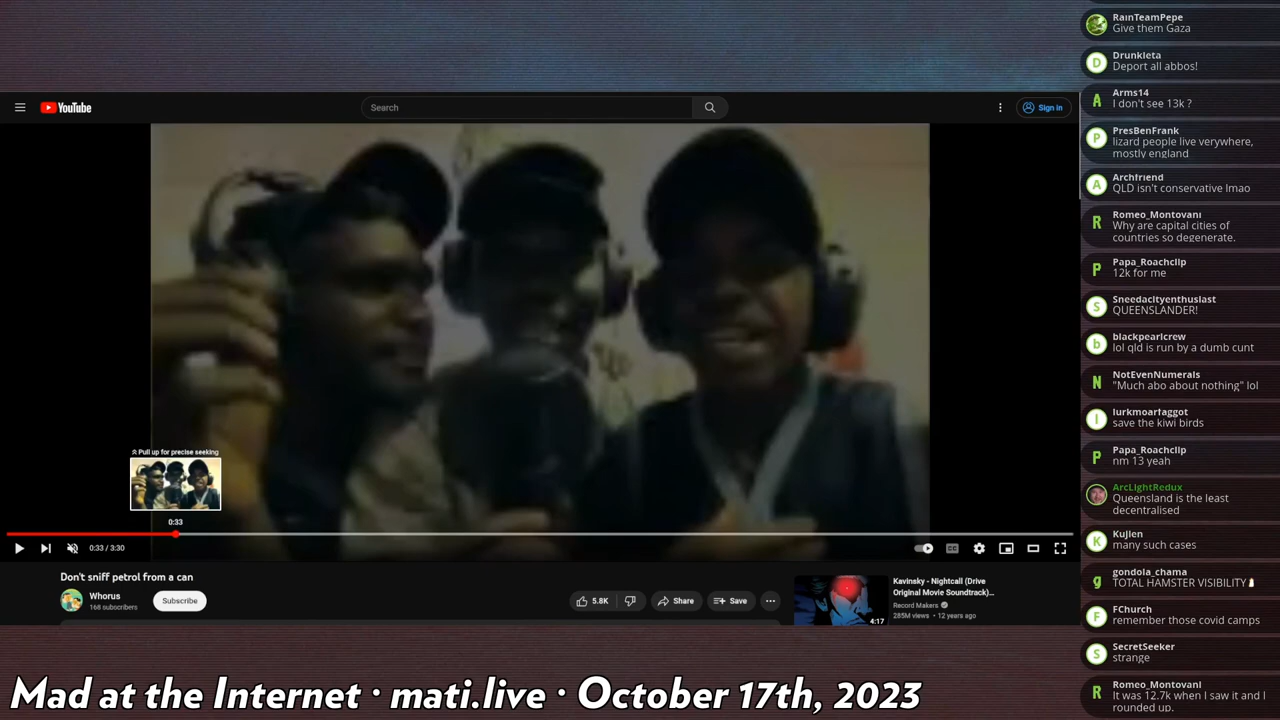 YouTube
Search
Sign in
Pull up for precise seeking
0:33
0:33 / 3:30
CC
Don't sniff petrol from a can
Whorus
168 subscribers
Subscribe
5.8K
Share
Save
Kavinsky - Nightcall (Drive
Original Movie Soundtrack)…
Record Makers
285M views • 12 years ago
4:17
Mad at the Internet · mati.live · October 17th, 2023
RainTeamPepe
Give them Gaza
D
Drunkleta
Deport all abbos!
A
Arms14
I don't see 13k ?
P
PresBenFrank
lizard people live verywhere,
mostly england
A
Archfriend
QLD isn't conservative lmao
R
Romeo_Montovani
Why are capital cities of
countries so degenerate.
P
Papa_Roachclip
12k for me
S
Sneedacityenthusiast
QUEENSLANDER!
b
blackpearlcrew
lol qld is run by a dumb cunt
N
NotEvenNumerals
"Much abo about nothing" lol
l
lurkmoarfaggot
save the kiwi birds
P
Papa_Roachclip
nm 13 yeah
ArcLightRedux
Queensland is the least
decentralised
K
Kujien
many such cases
g
gondola_chama
TOTAL HAMSTER VISIBILITY
F
FChurch
remember those covid camps
S
SecretSeeker
strange
R
Romeo_Montovani
It was 12.7k when I saw it and I
rounded up.